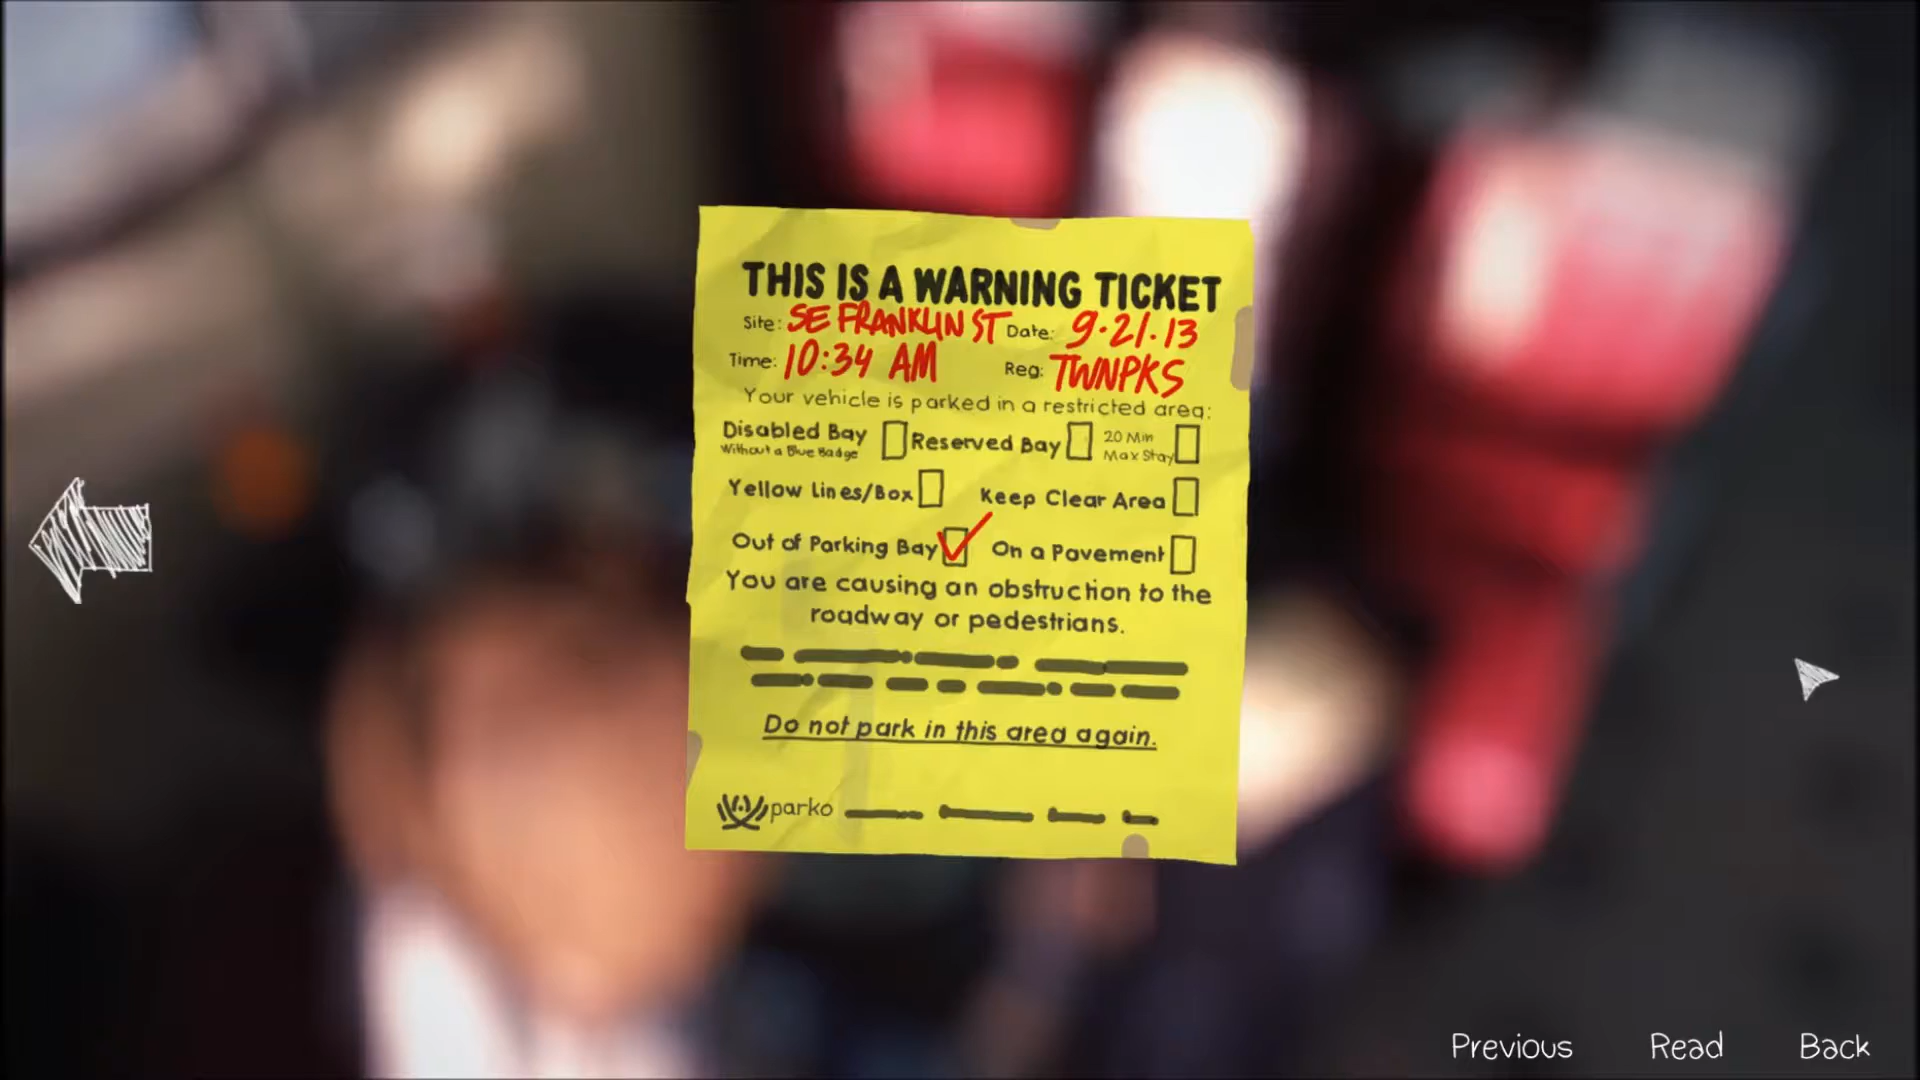 THIS IS A WARNING TICKET
Site: SE FRANKLIN ST Date: 9.21.13
Time: 10:34 AM Reg: TWNPKS
Your vehicle is parked in a restricted area:
Disabled Bay Reserved Bay 20 Min
Without a Blue Badge Max Stay
Yellow Lines/Box Keep Clear Area
Out of Parking Bay On a Pavement
You are causing an obstruction to the
roadway or pedestrians.
Do not park in this area again.
parko
Previous Read Back